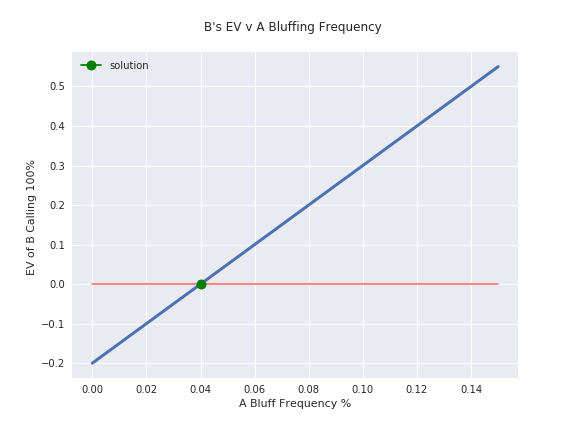 B's EV v A Bluffing Frequency
solution
EV of B Calling 100%
0.5
0.4
0.3
0.2
0.1
0.0
−0.1
−0.2
0.00 0.02 0.04 0.06 0.08 0.10 0.12 0.14
A Bluff Frequency %